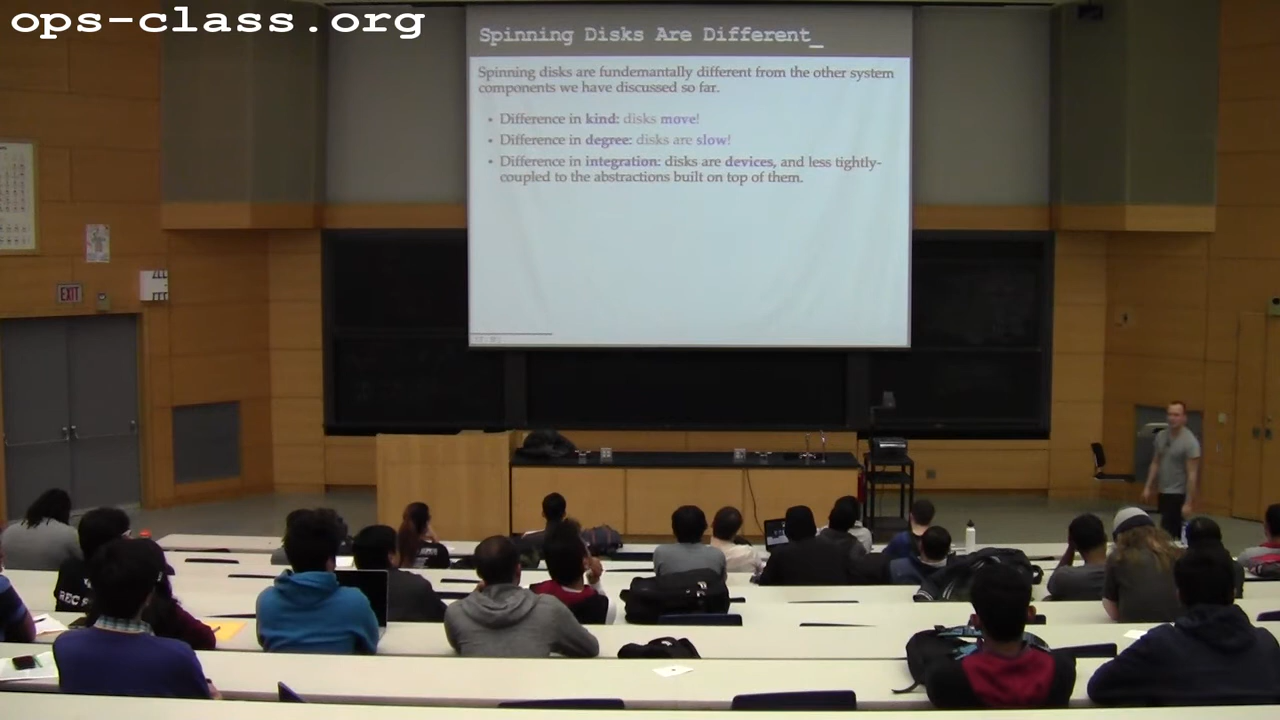 ops-class.org
Spinning Disks Are Different_
Spinning disks are fundemantally different from the other system
components we have discussed so far.
• Difference in kind: disks move!
• Difference in degree: disks are slow!
• Difference in integration: disks are devices, and less tightly-
coupled to the abstractions built on top of them.
EXIT
REC